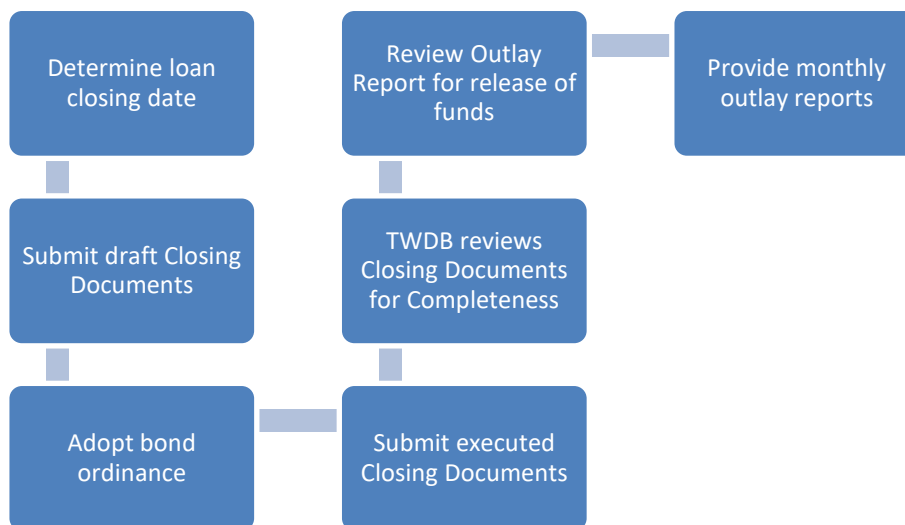 Determine loan
closing date
Submit draft Closing
Documents
Adopt bond
ordinance
Submit executed
Closing Documents
TWDB reviews
Closing Documents
for Completeness
Review Outlay
Report for release of
funds
Provide monthly
outlay reports